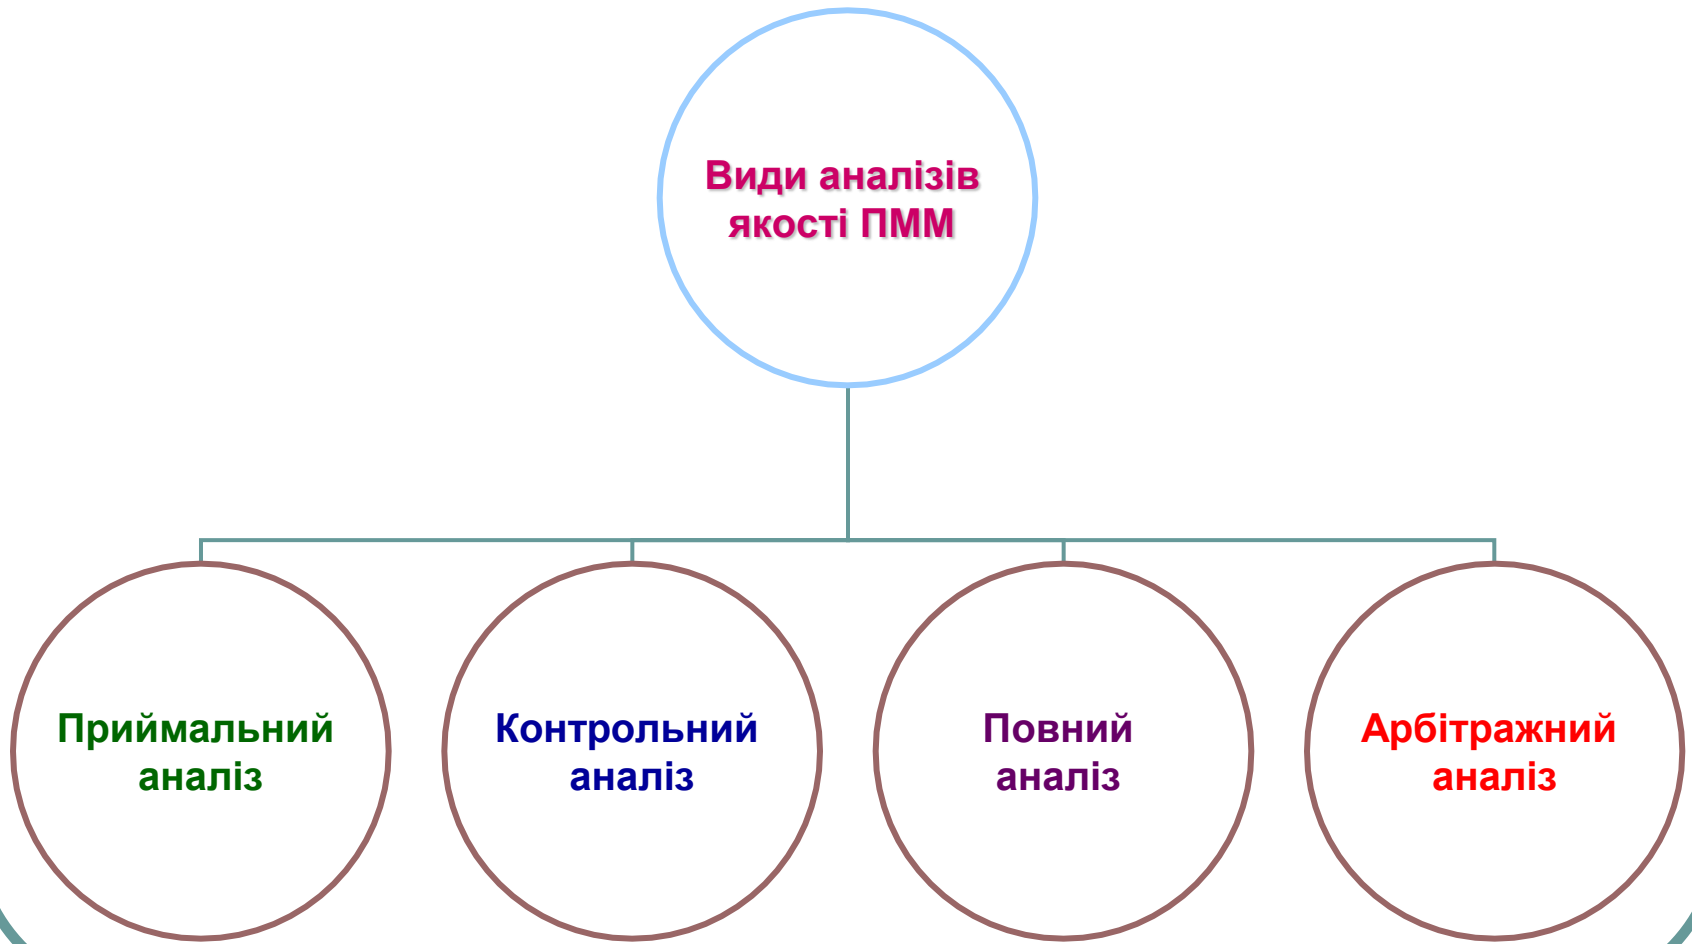 Види аналізів
якості ПММ
Приймальний
аналіз
Контрольний
аналіз
Повний
аналіз
Арбітражний
аналіз